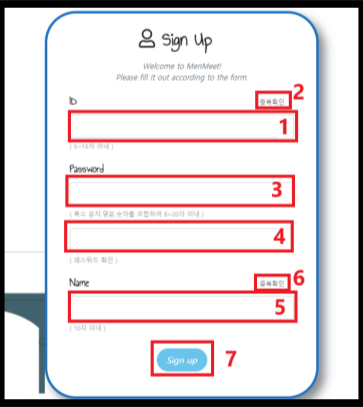 Sign Up
Welcome to MenMeet!
Please fill it out according to the form.
ID
중복확인
2
1
( 5~15자 이내 )
Password
3
( 특수 문자,영문,숫자를 조합하여 8~20자 이내 )
4
( 패스워드 확인 )
Name
중복확인
6
5
( 10자 이내 )
Sign up
7